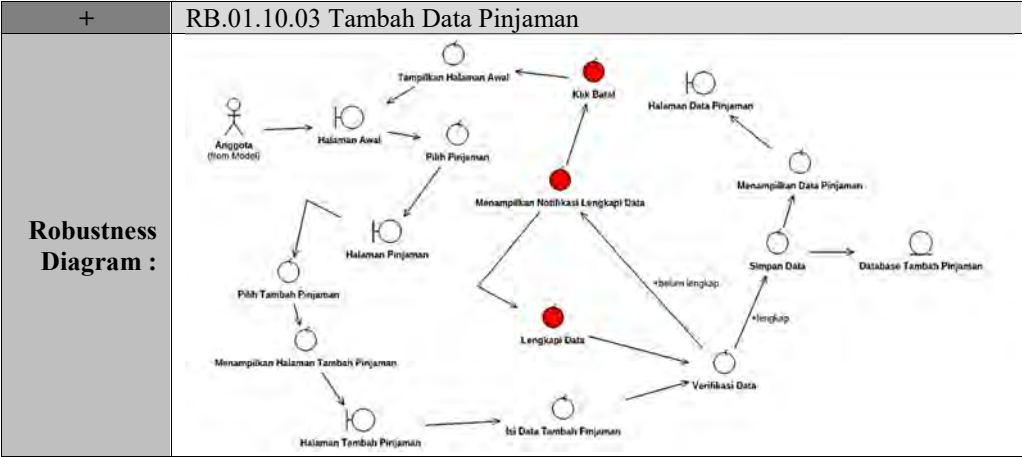 +
RB.01.10.03 Tambah Data Pinjaman
Robustness
Diagram :
Tampilkan Halaman Awal
Klik Batal
Halaman Data Pinjaman
Anggota
(from Model)
Halaman Awal
Pilih Pinjaman
Menampilkan Data Pinjaman
Menampilkan Notifikasi Lengkapi Data
Halaman Pinjaman
Simpan Data
Database Tambah Pinjaman
+belum lengkap
Pilih Tambah Pinjaman
+lengkap
Lengkapi Data
Menampilkan Halaman Tambah Pinjaman
Verifikasi Data
Isi Data Tambah Pinjaman
Halaman Tambah Pinjaman